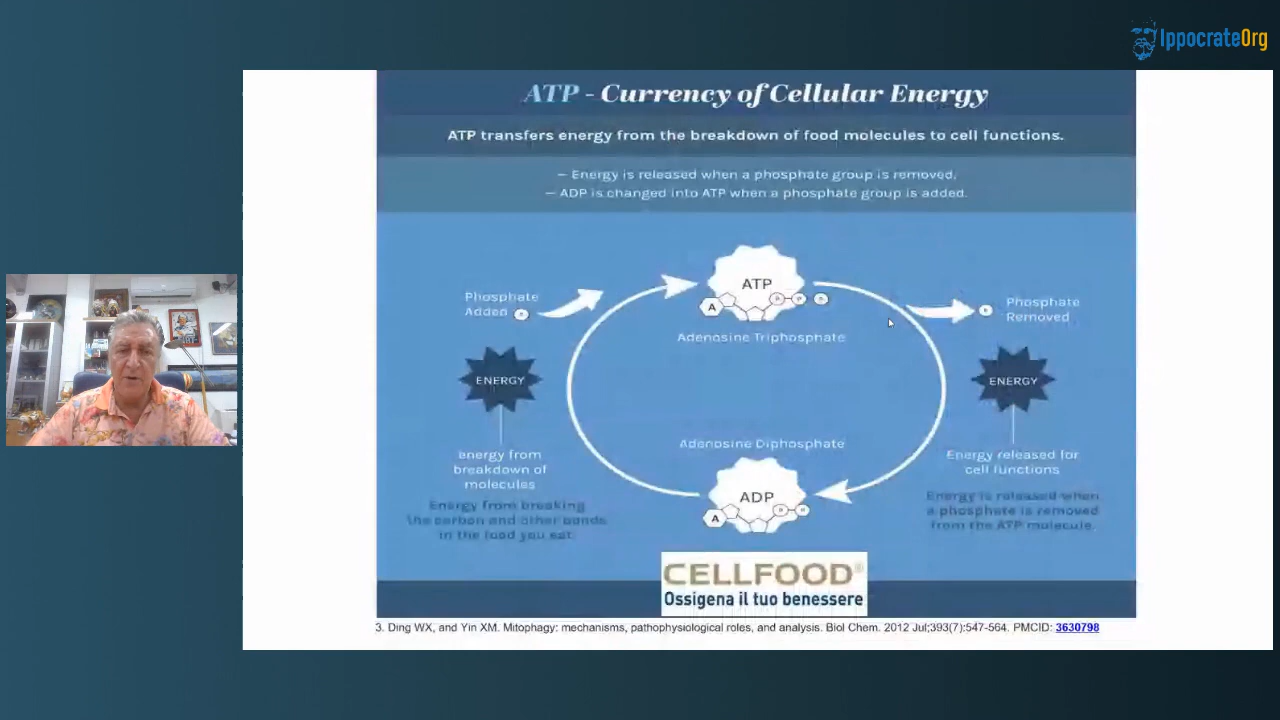 IppocrateOrg
ATP - Currency of Cellular Energy
ATP transfers energy from the breakdown of food molecules to cell functions.
— Energy is released when a phosphate group is removed.
— ADP is changed into ATP when a phosphate group is added.
Phosphate
Added P
ATP
A P P P
Adenosine Triphosphate
P Phosphate
Removed
ENERGY
ENERGY
energy from
breakdown of
molecules
Energy from breaking
the carbon and other bonds
in the food you eat.
Adenosine Diphosphate
ADP
A P P
Energy released for
cell functions
Energy is released when
a phosphate is removed
from the ATP molecule.
CELLFOOD®
Ossigena il tuo benessere
3. Ding WX, and Yin XM. Mitophagy: mechanisms, pathophysiological roles, and analysis. Biol Chem. 2012 Jul;393(7):547-564. PMCID: 3630798